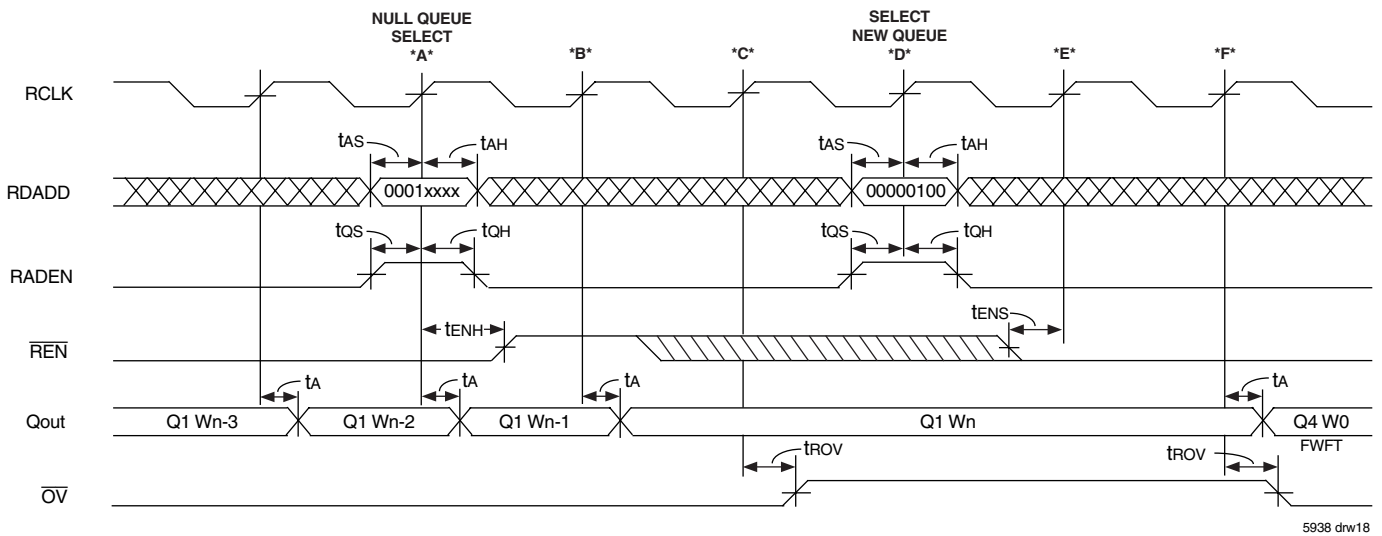 NULL QUEUE
SELECT
*A*
*B*
*C*
SELECT
NEW QUEUE
*D*
*E*
*F*
RCLK
tAS
tAH
tAS
tAH
RDADD
0001xxxx
00000100
tQS
tQH
tQS
tQH
RADEN
tENH
tENS
REN
tA
tA
tA
tA
Qout
Q1 Wn-3
Q1 Wn-2
Q1 Wn-1
Q1 Wn
Q4 W0
FWFT
tROV
tROV
OV
5938 drw18